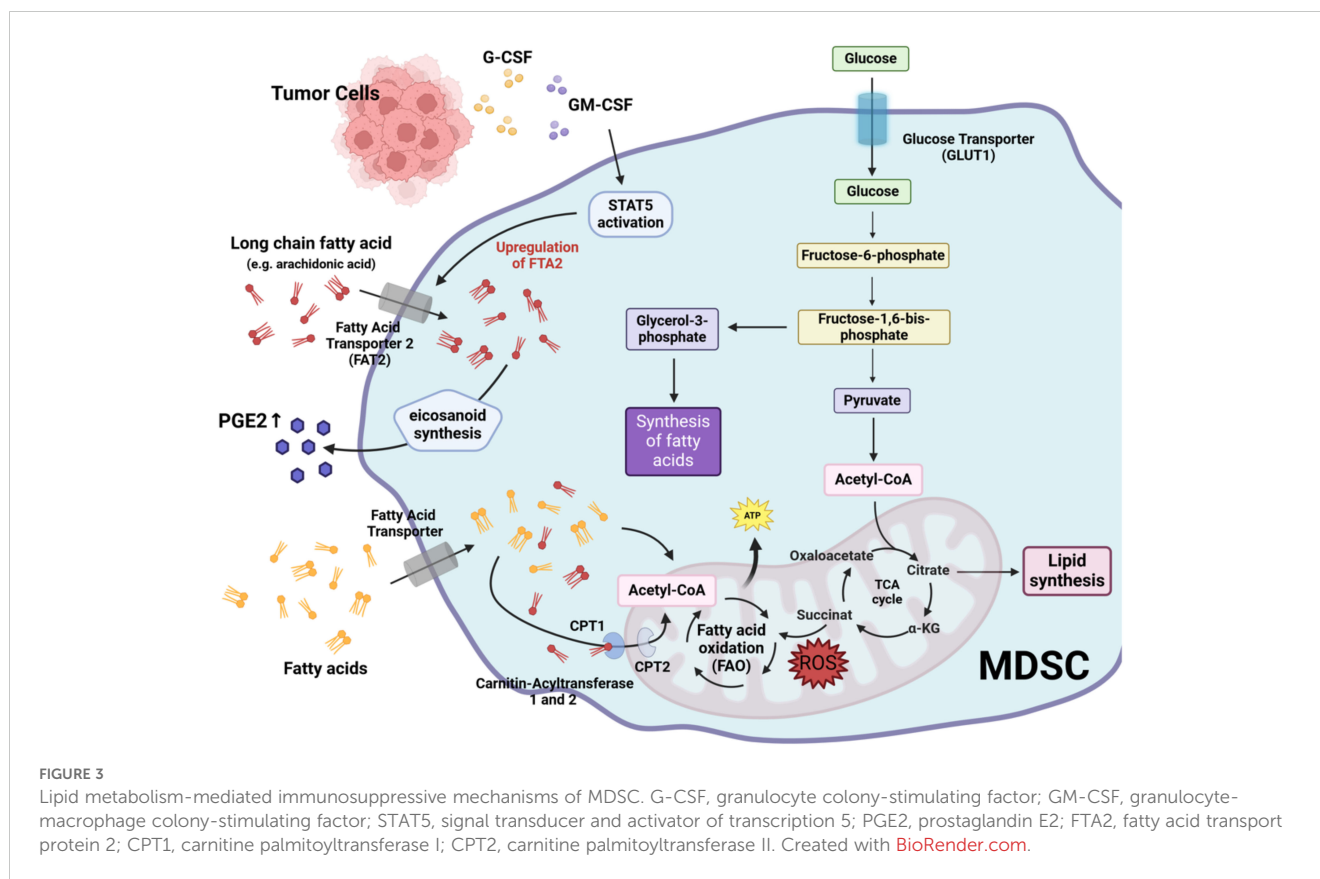 G-CSF
Tumor Cells
GM-CSF
Glucose
Glucose Transporter
(GLUT1)
Glucose
STAT5
activation
Long chain fatty acid
(e.g. arachidonic acid)
Upregulation
of FTA2
Fructose-6-phosphate
Fatty Acid
Transporter 2
(FAT2)
Glycerol-3-
phosphate
Fructose-1,6-bis-
phosphate
Pyruvate
PGE2↑
eicosanoid
synthesis
Synthesis
of fatty
acids
Acetyl-CoA
Fatty Acid
Transporter
ATP
Oxaloacetate
Citrate
TCA
cycle
Lipid
synthesis
Acetyl-CoA
Succinat
α-KG
CPT1
CPT2
Fatty acid
oxidation
(FAO)
ROS
MDSC
Fatty acids
Carnitin-Acyltransferase
1 and 2
FIGURE 3
Lipid metabolism-mediated immunosuppressive mechanisms of MDSC. G-CSF, granulocyte colony-stimulating factor; GM-CSF, granulocyte-
macrophage colony-stimulating factor; STAT5, signal transducer and activator of transcription 5; PGE2, prostaglandin E2; FTA2, fatty acid transport
protein 2; CPT1, carnitine palmitoyltransferase I; CPT2, carnitine palmitoyltransferase II. Created with BioRender.com.